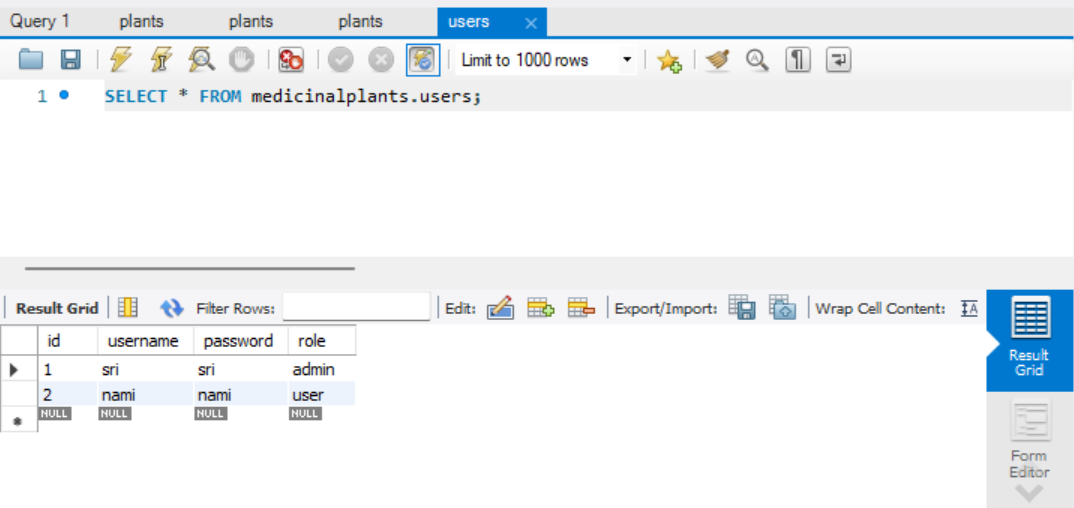 Query 1 plants plants plants users ×
Limit to 1000 rows
1 SELECT * FROM medicinalplants.users;
Result Grid Filter Rows: Edit: Export/Import: Wrap Cell Content:
id username password role
1 sri sri admin
2 nami nami user
NULL NULL NULL NULL
Result
Grid
Form
Editor